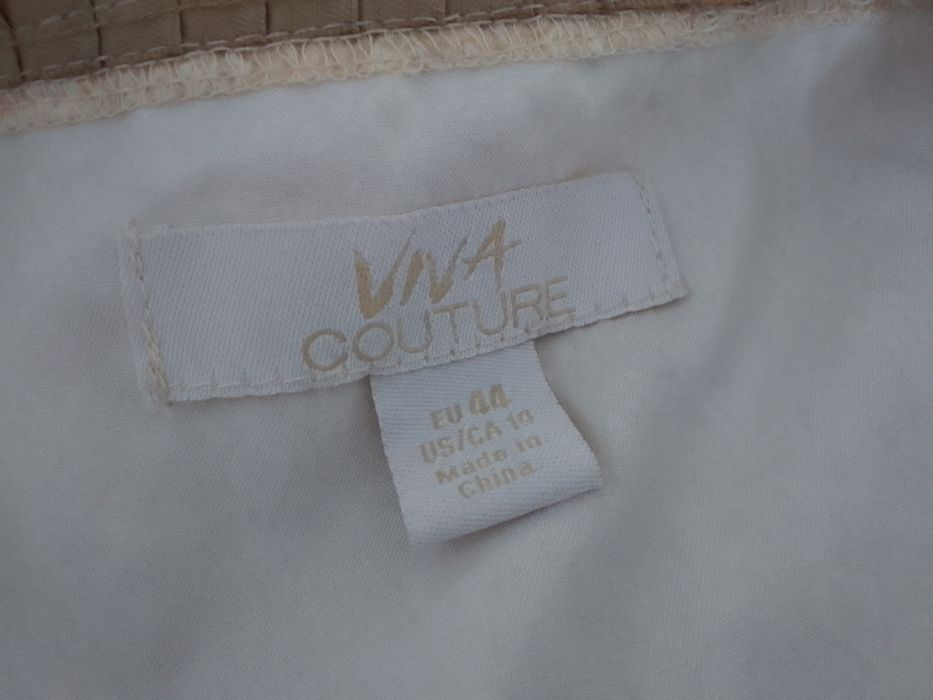 VIVA
COUTURE
EU 44
US/CA 14
Made in
China